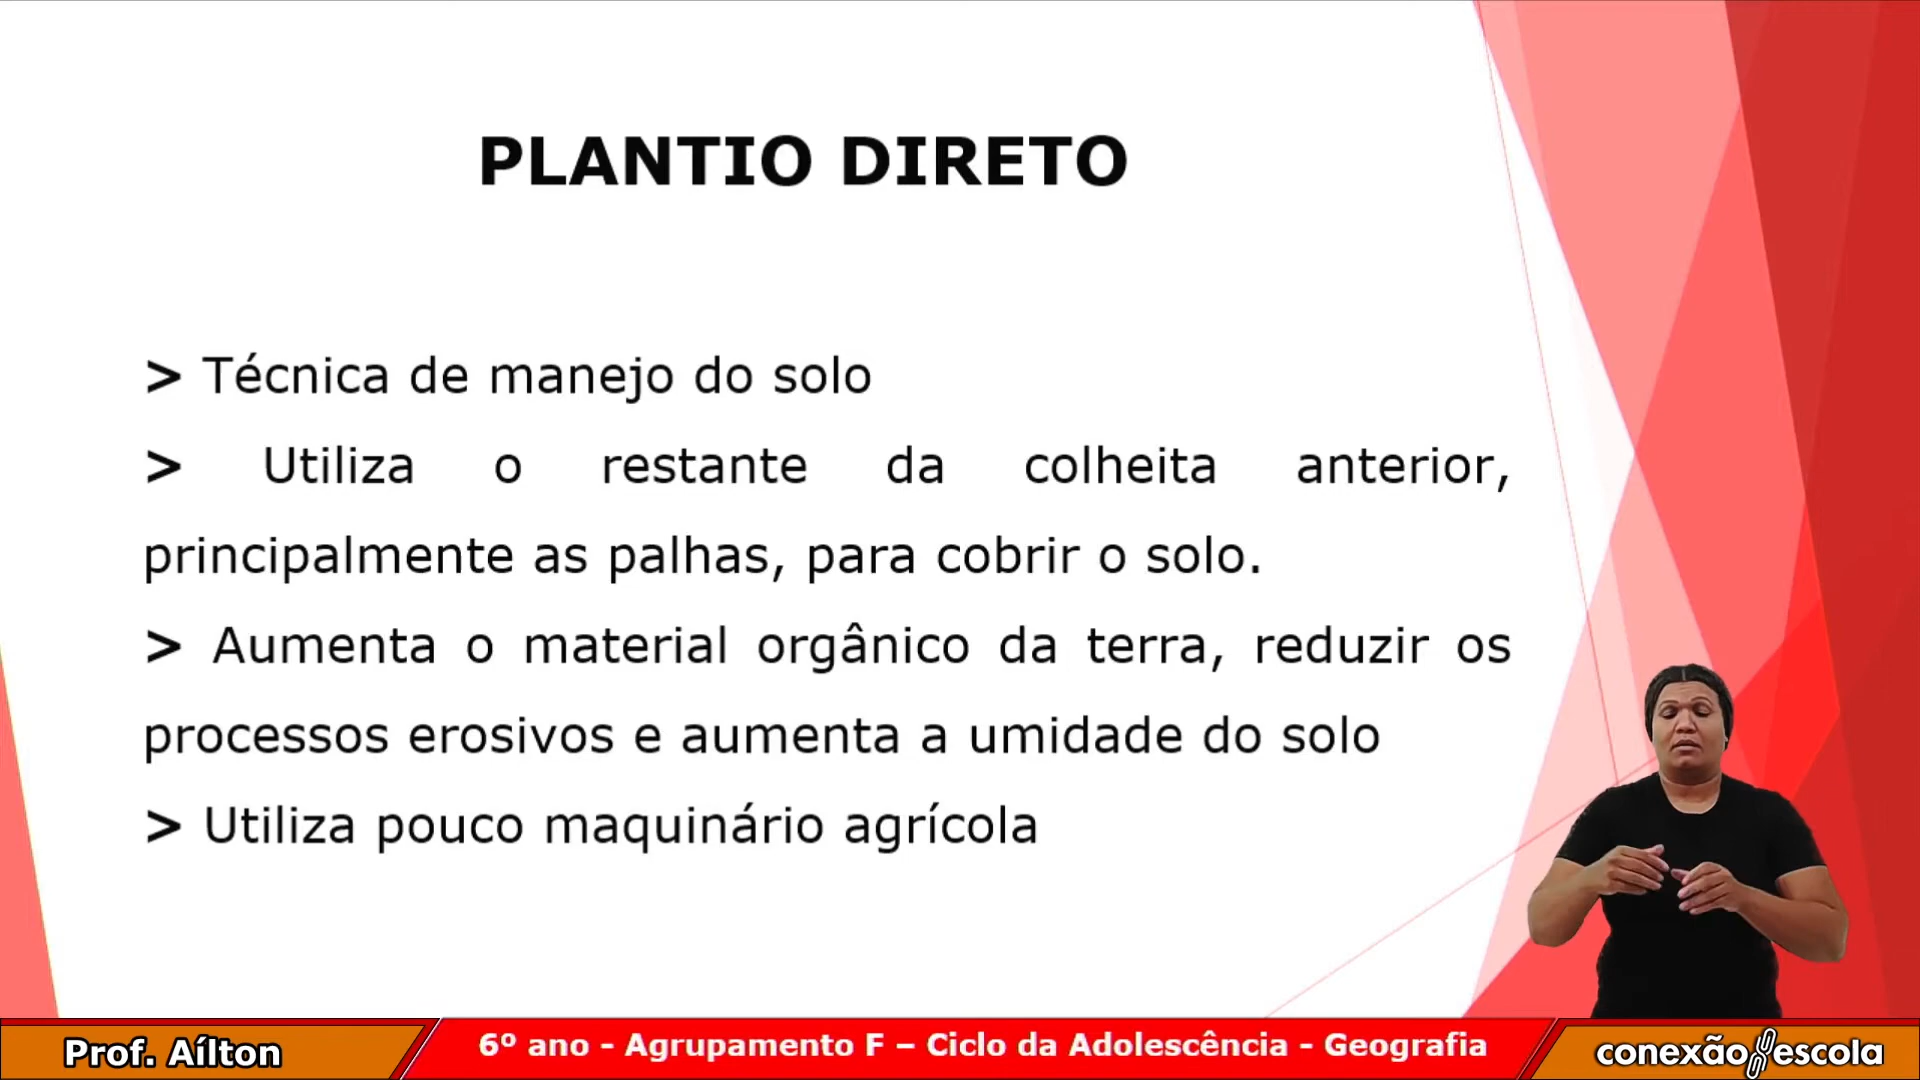 PLANTIO DIRETO
> Técnica de manejo do solo
> Utiliza o restante da colheita anterior,
principalmente as palhas, para cobrir o solo.
> Aumenta o material orgânico da terra, reduzir os
processos erosivos e aumenta a umidade do solo
> Utiliza pouco maquinário agrícola
Prof. Aílton
6º ano - Agrupamento F – Ciclo da Adolescência - Geografia
conexão escola